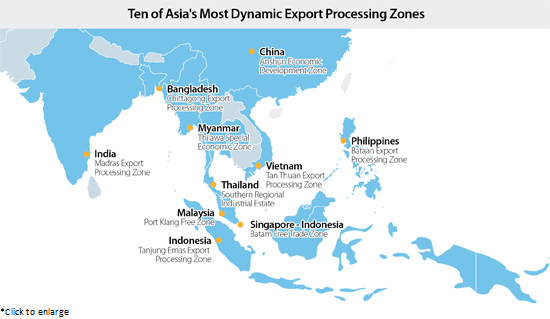 Ten of Asia's Most Dynamic Export Processing Zones
China
Anshun Economic
Development Zone
Bangladesh
Chittagong Export
Processing Zone
Myanmar
Thilawa Special
Economic Zone
India
Madras Export
Processing Zone
Philippines
Bataan Export
Processing Zone
Vietnam
Tan Thuan Export
Processing Zone
Thailand
Southern Regional
Industrial Estate
Malaysia
Port Klang Free Zone
Singapore - Indonesia
Batam Free Trade Zone
Indonesia
Tanjung Emas Export
Processing Zone
*Click to enlarge